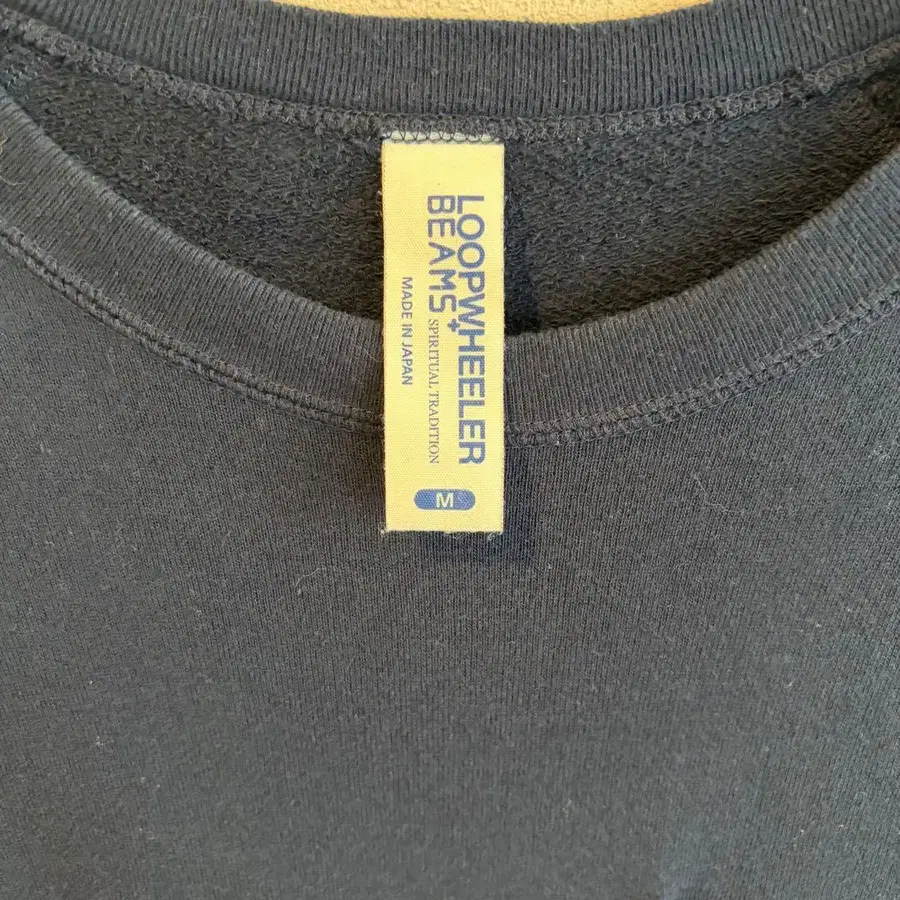 LOOPWHEELER
BEAMS+
SPIRITUAL TRADITION
MADE IN JAPAN
M